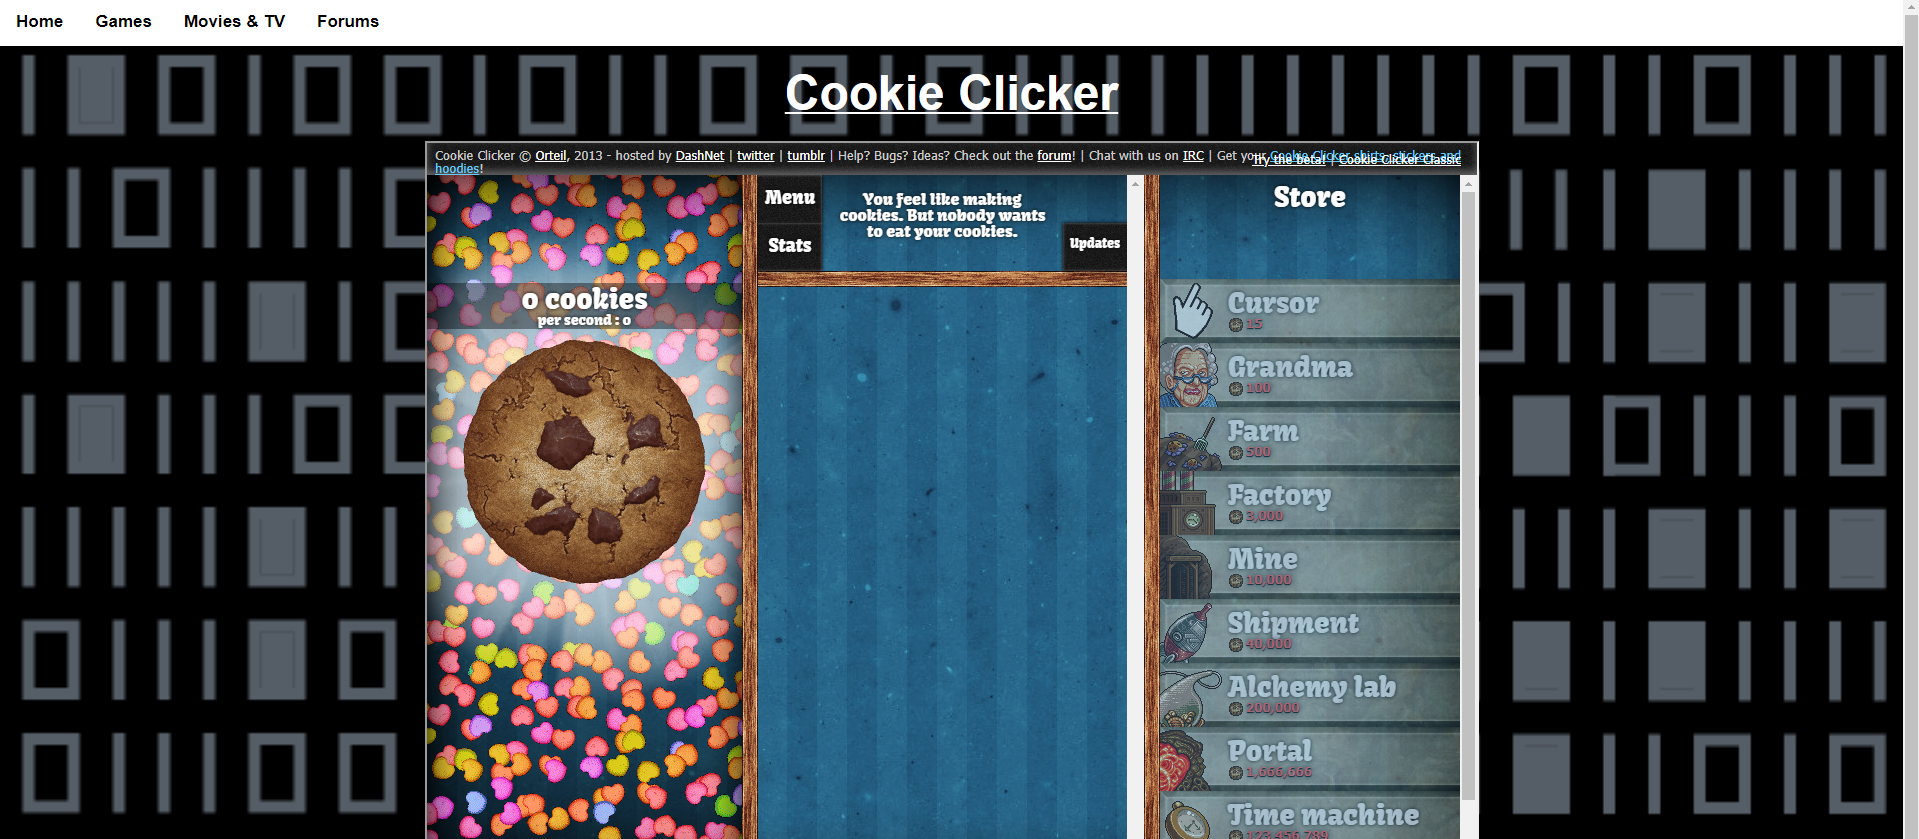 Home Games Movies & TV Forums
Cookie Clicker
Cookie Clicker © Orteil, 2013 - hosted by DashNet | twitter | tumblr | Help? Bugs? Ideas? Check out the forum! | Chat with us on IRC | Get your Cookie Clicker shirts, stickers and
hoodies!
Try the beta! | Cookie Clicker Classic
Menu
Stats
You feel like making
cookies. But nobody wants
to eat your cookies.
Updates
0 cookies
per second : 0
Store
Cursor
15
Grandma
100
Farm
500
Factory
3,000
Mine
10,000
Shipment
40,000
Alchemy lab
200,000
Portal
1,666,666
Time machine
123,456,789